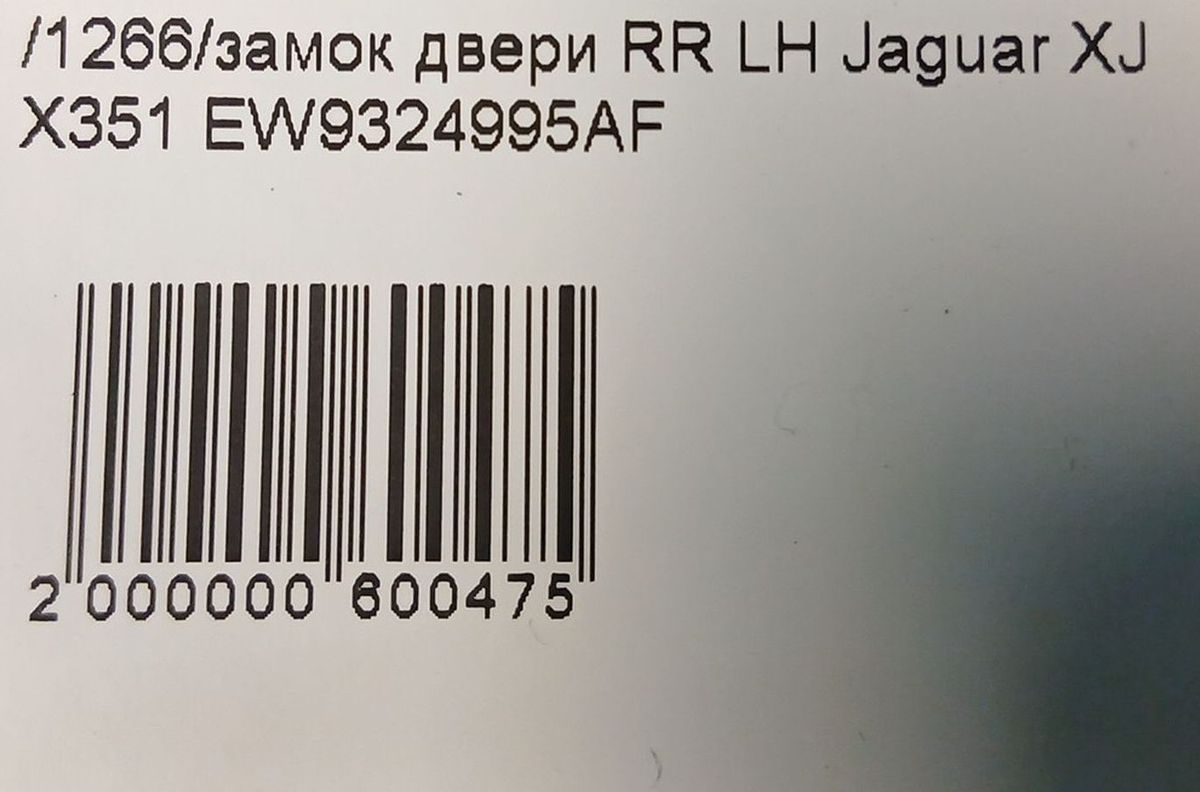 /1266/замок двери RR LH Jaguar XJ
X351 EW9324995AF
2 000000 600475